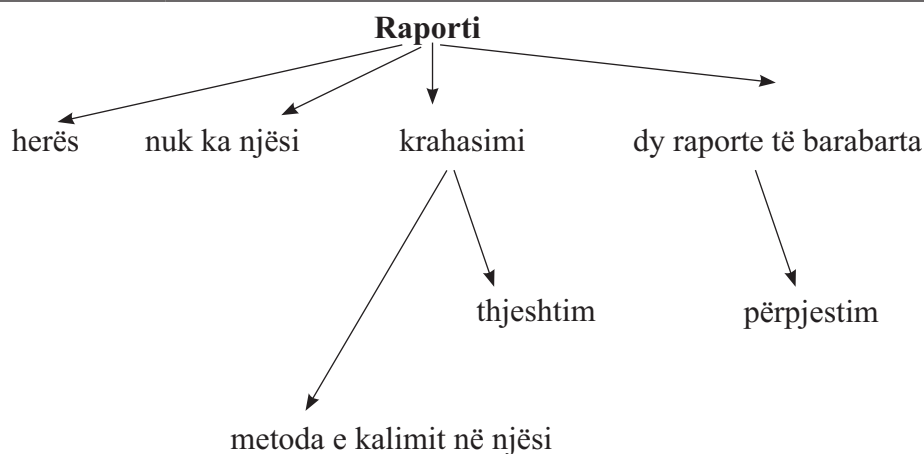 Raporti
herës nuk ka njësi krahasimi dy raporte të barabarta
thjeshtim përpjestim
metoda e kalimit në njësi